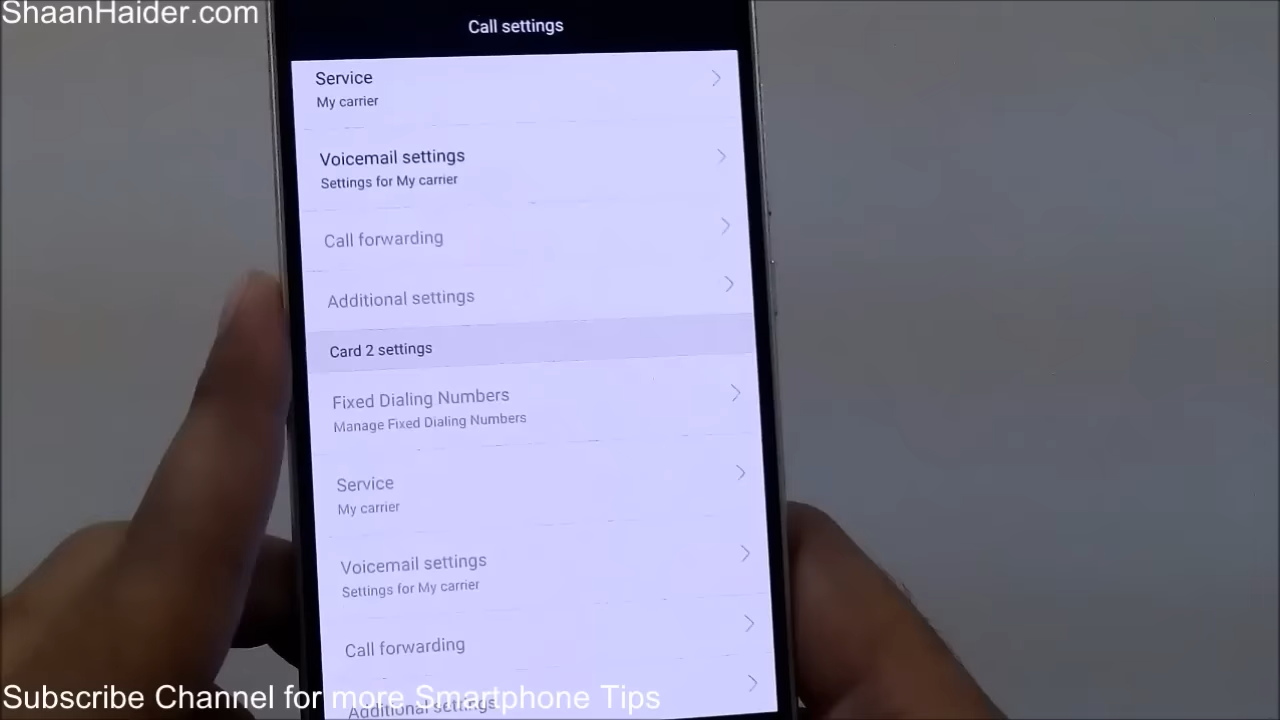 ShaanHaider.com
Call settings
Service
My carrier
Voicemail settings
Settings for My carrier
Call forwarding
Additional settings
Card 2 settings
Fixed Dialing Numbers
Manage Fixed Dialing Numbers
Service
My carrier
Voicemail settings
Settings for My carrier
Call forwarding
Additional settings
Subscribe Channel for more Smartphone Tips